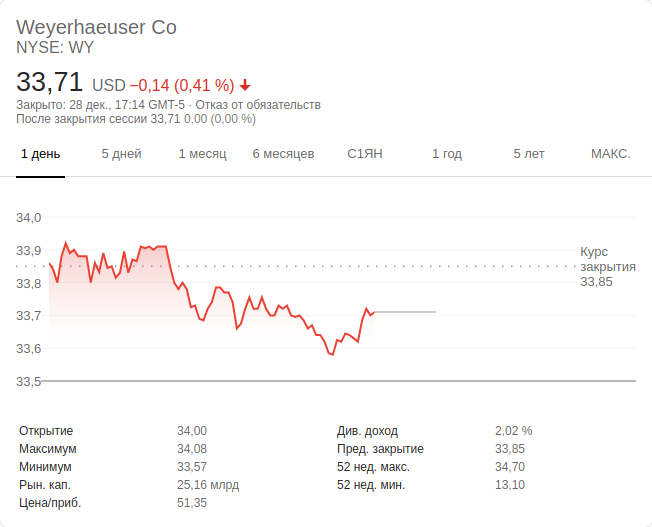 Weyerhaeuser Co
NYSE: WY
33,71 USD −0,14 (0,41 %)
Закрыто: 28 дек., 17:14 GMT-5 · Отказ от обязательств
После закрытия сессии 33,71 0,00 (0,00 %)
1 день 5 дней 1 месяц 6 месяцев С1ЯН 1 год 5 лет МАКС.
34,0
33,9
33,8
33,7
33,6
33,5
Курс
закрытия
33,85
Открытие 34,00 Див. доход 2,02 %
Максимум 34,08 Пред. закрытие 33,85
Минимум 33,57 52 нед. макс. 34,70
Рын. кап. 25,16 млрд 52 нед. мин. 13,10
Цена/приб. 51,35